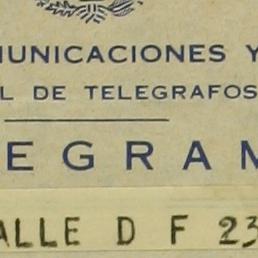 MUNICACIONES Y
L DE TELEGRAFOS
EGRAM
ALLE D F 23